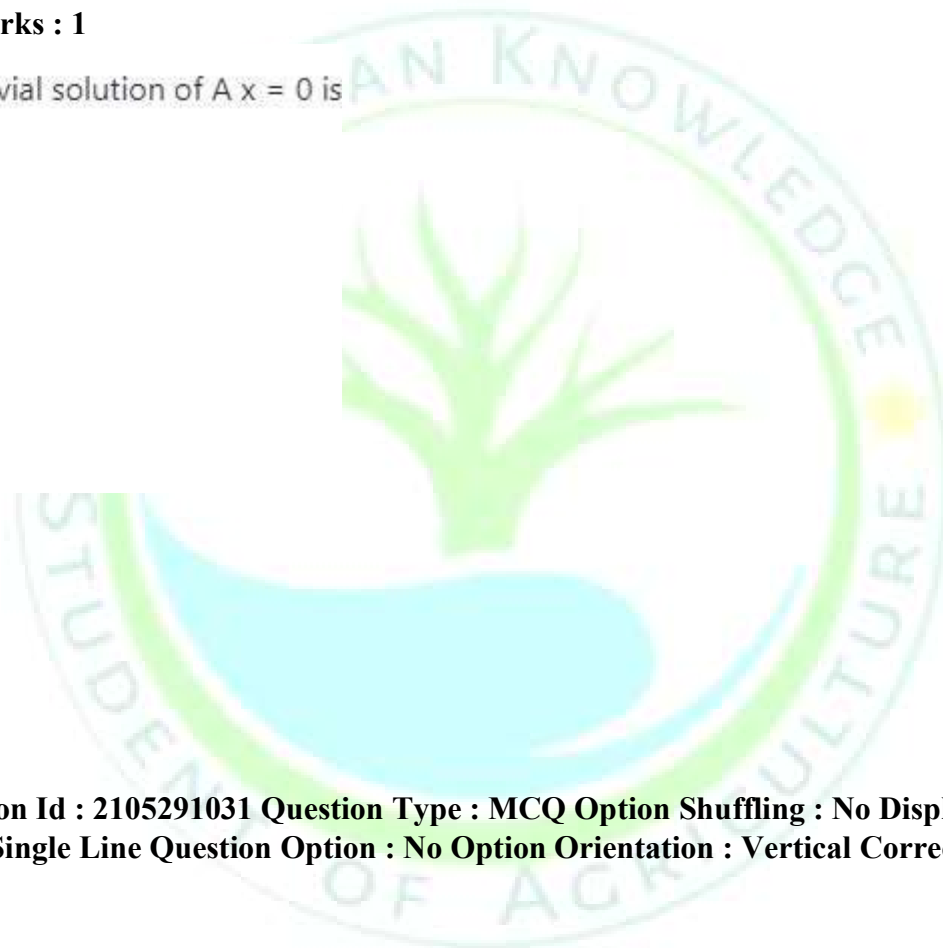 rks : 1
vial solution of A x = 0 is
AN KNOWLEDGE
STUDENT OF AGRICULTURE
on Id : 2105291031 Question Type : MCQ Option Shuffling : No Displ
Single Line Question Option : No Option Orientation : Vertical Corre